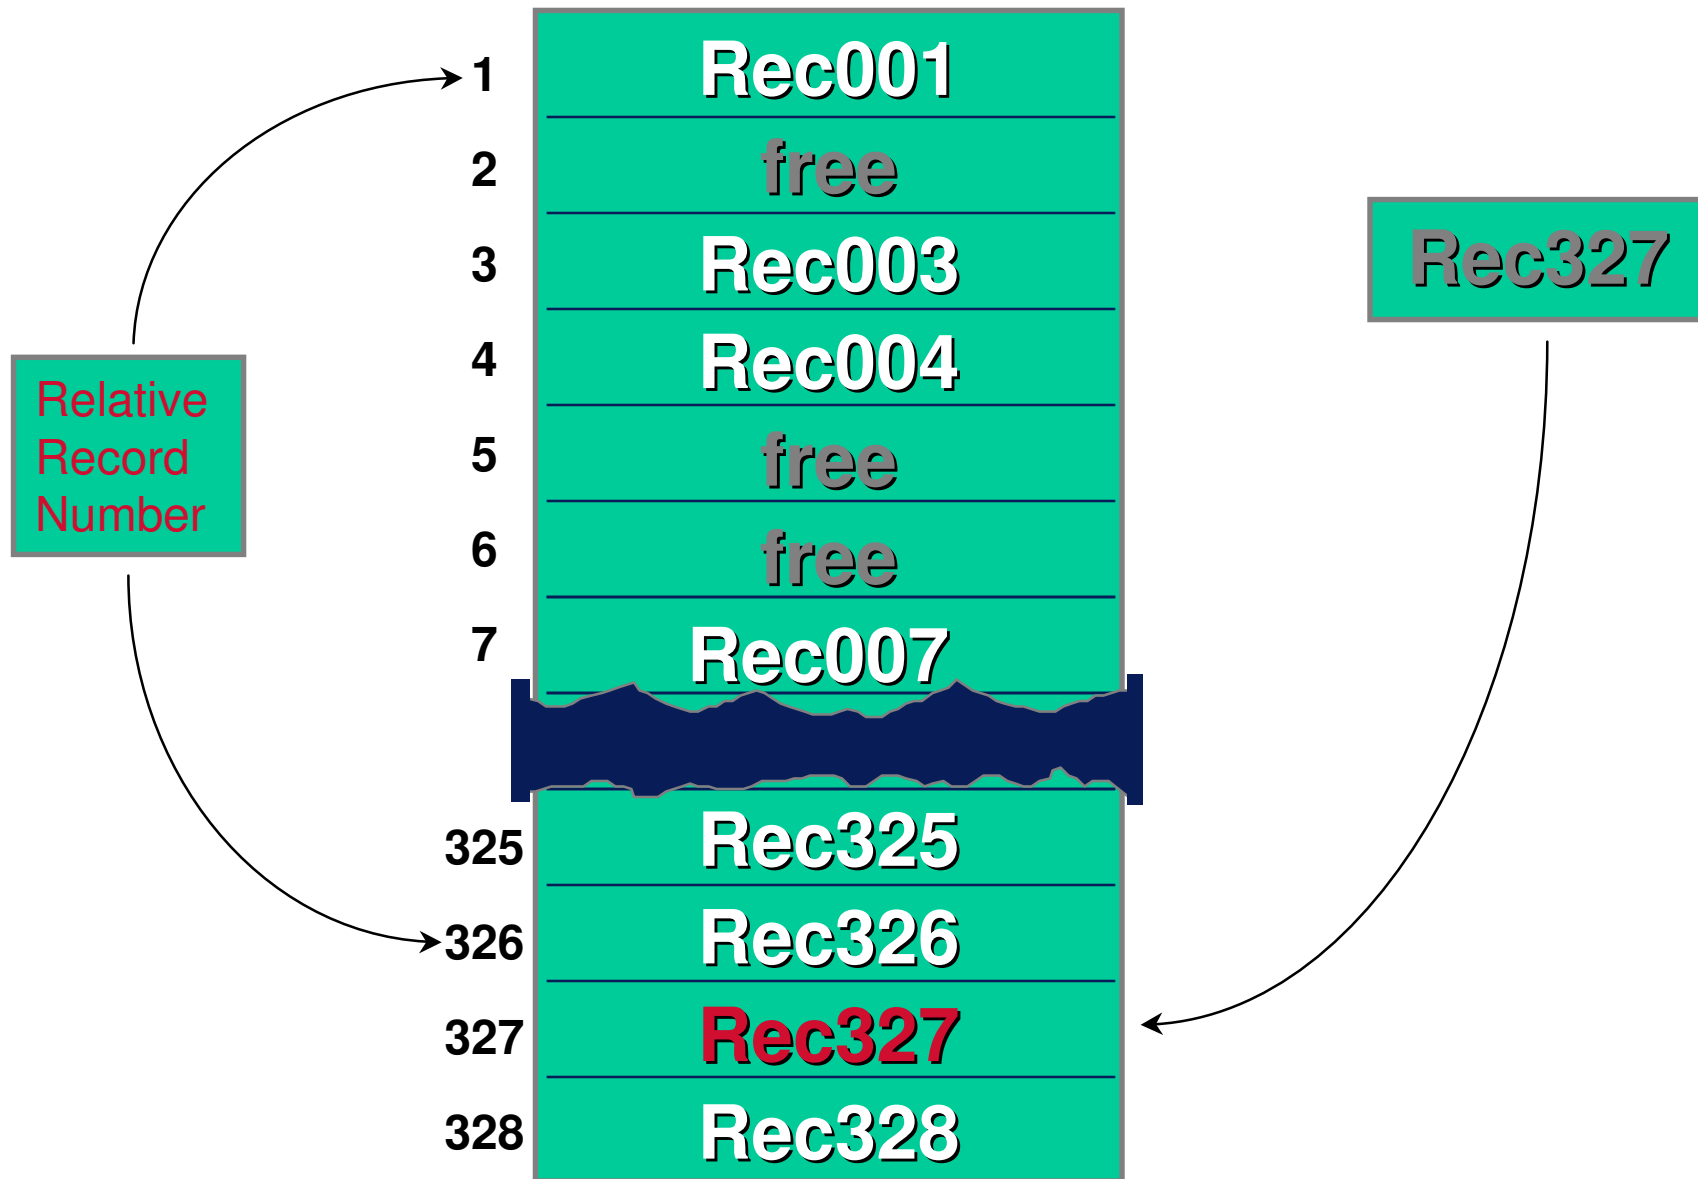 1 Rec001
2 free
3 Rec003
Rec327
4 Rec004
Relative
Record
Number
5 free
6 free
7 Rec007
325 Rec325
326 Rec326
327 Rec327
328 Rec328